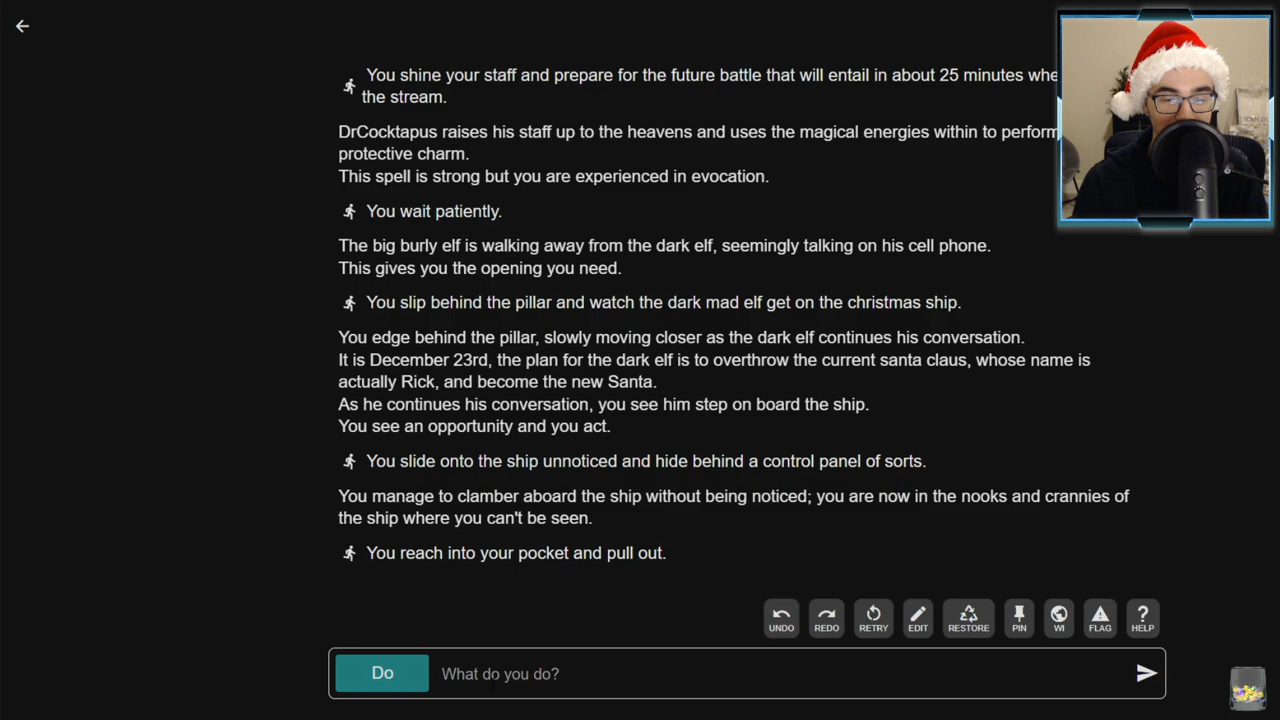 You shine your staff and prepare for the future battle that will entail in about 25 minutes
the stream.
DrCocktapus raises his staff up to the heavens and uses the magical energies within to perform
protective charm.
This spell is strong but you are experienced in evocation.
You wait patiently.
The big burly elf is walking away from the dark elf, seemingly talking on his cell phone.
This gives you the opening you need.
You slip behind the pillar and watch the dark mad elf get on the christmas ship.
You edge behind the pillar, slowly moving closer as the dark elf continues his conversation.
It is December 23rd, the plan for the dark elf is to overthrow the current santa claus, whose name is
actually Rick, and become the new Santa.
As he continues his conversation, you see him step on board the ship.
You see an opportunity and you act.
You slide onto the ship unnoticed and hide behind a control panel of sorts.
You manage to clamber aboard the ship without being noticed; you are now in the nooks and crannies of
the ship where you can't be seen.
You reach into your pocket and pull out.
UNDO REDO RETRY EDIT RESTORE PIN WI FLAG HELP
Do What do you do?